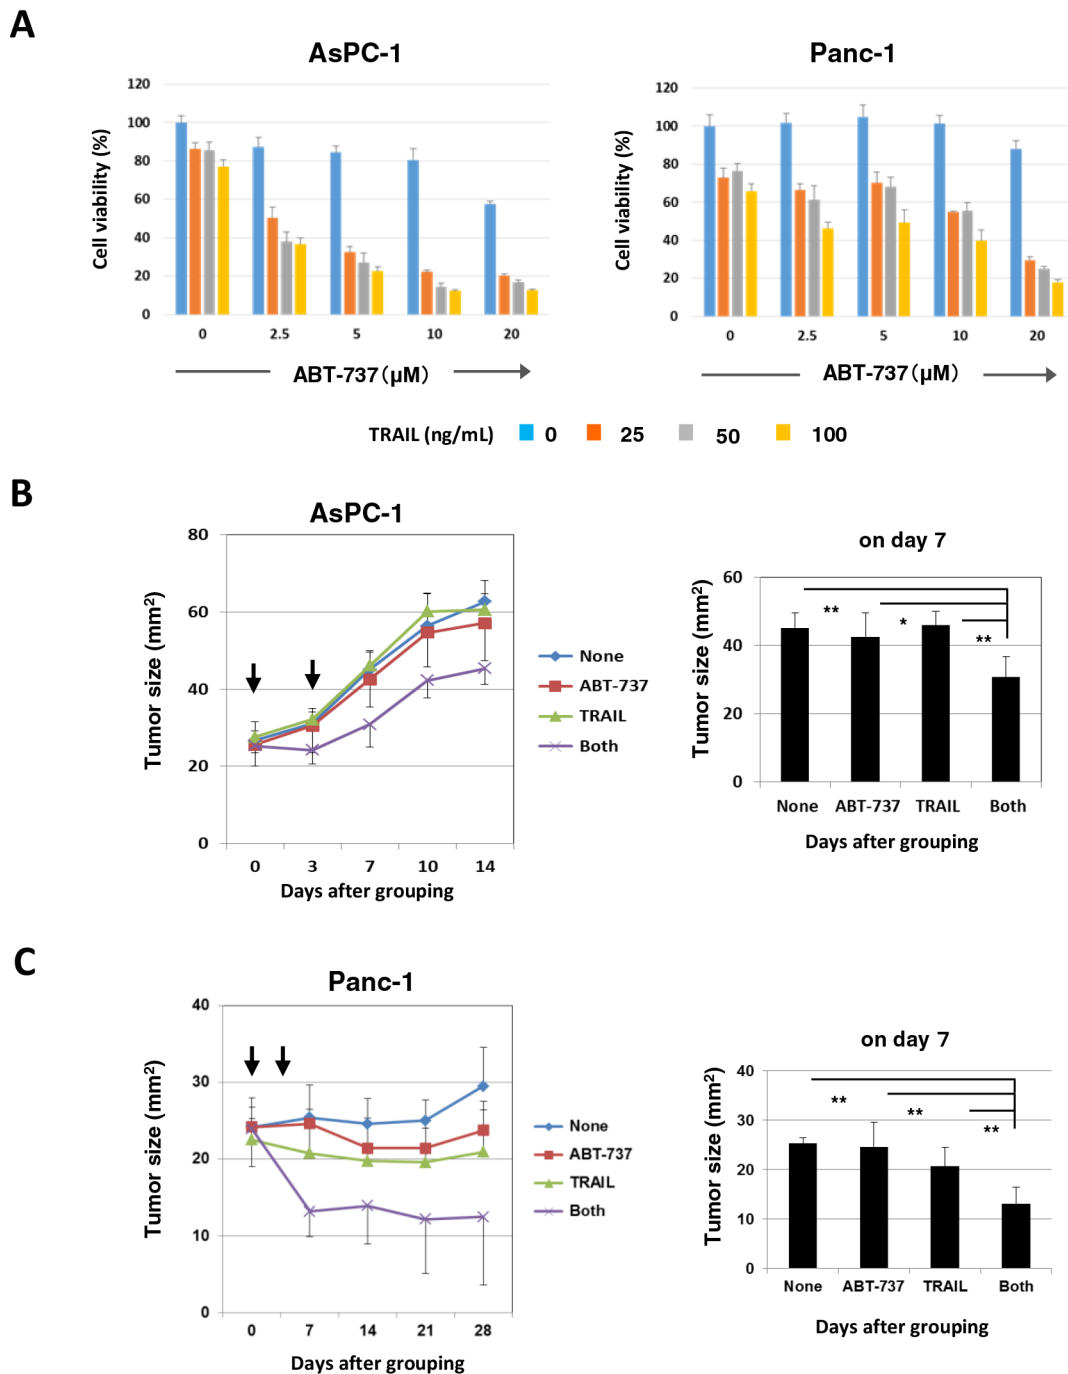 A
AsPC-1
Panc-1
Cell viability (%)
120
100
80
60
40
20
0
0 2.5 5 10 20
ABT-737(μM)
Cell viability (%)
120
100
80
60
40
20
0
0 2.5 5 10 20
ABT-737(μM)
TRAIL (ng/mL) 0 25 50 100
B
AsPC-1
Tumor size (mm²)
80
60
40
20
0
0 3 7 10 14
Days after grouping
None
ABT-737
TRAIL
Both
on day 7
Tumor size (mm²)
60
40
20
0
**
*
**
None ABT-737 TRAIL Both
Days after grouping
C
Panc-1
Tumor size (mm²)
40
30
20
10
0
0 7 14 21 28
Days after grouping
None
ABT-737
TRAIL
Both
on day 7
Tumor size (mm²)
40
30
20
10
0
**
**
**
None ABT-737 TRAIL Both
Days after grouping